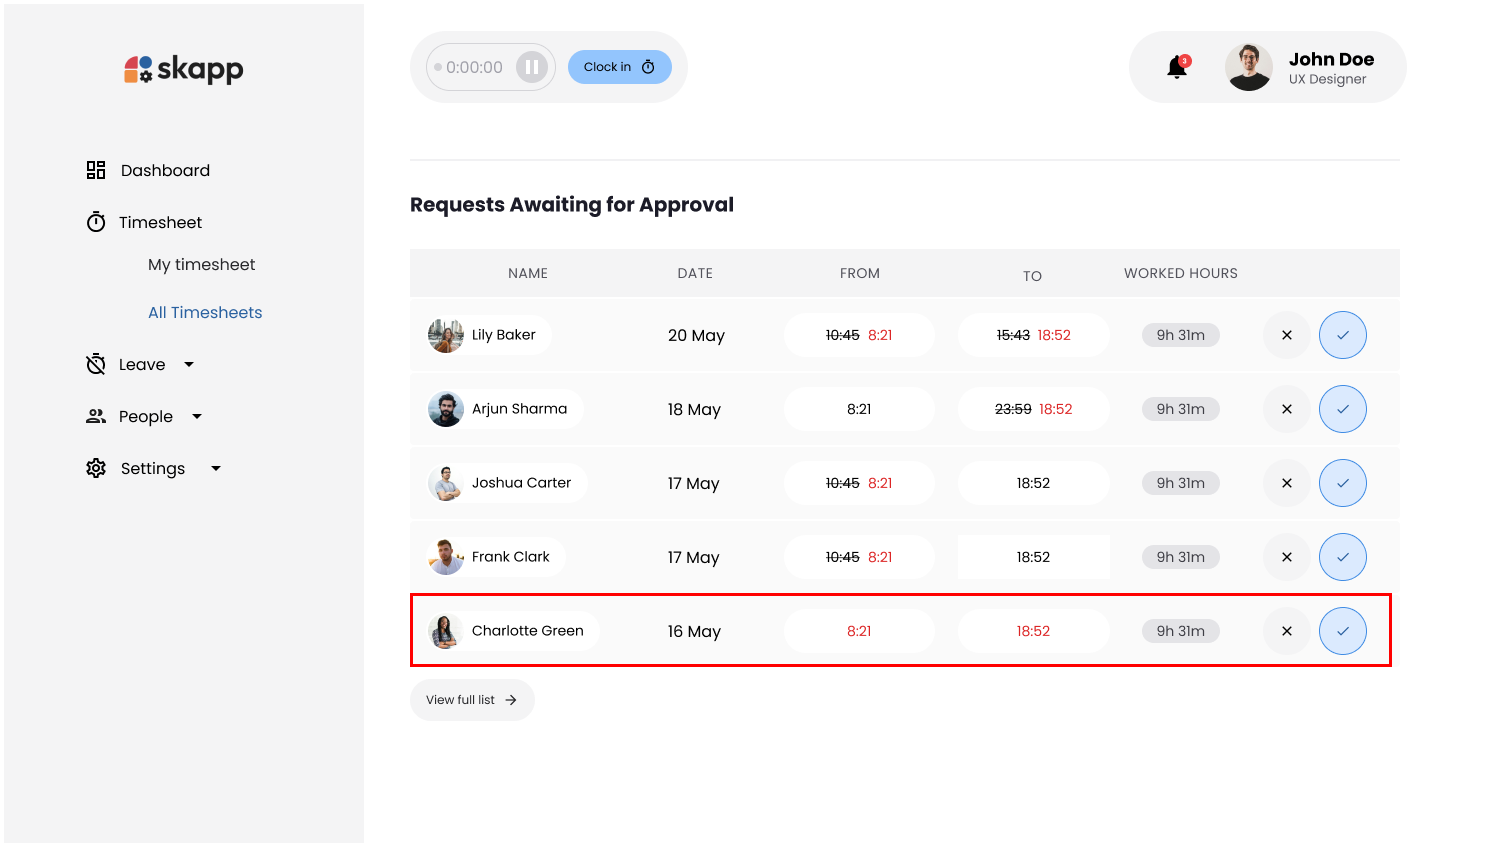 skapp
0:00:00 Clock in
3 John Doe
UX Designer
Dashboard
Timesheet
My timesheet
All Timesheets
Leave
People
Settings
Requests Awaiting for Approval
NAME DATE FROM TO WORKED HOURS
Lily Baker 20 May 10:45 8:21 15:43 18:52 9h 31m
Arjun Sharma 18 May 8:21 23:59 18:52 9h 31m
Joshua Carter 17 May 10:45 8:21 18:52 9h 31m
Frank Clark 17 May 10:45 8:21 18:52 9h 31m
Charlotte Green 16 May 8:21 18:52 9h 31m
View full list